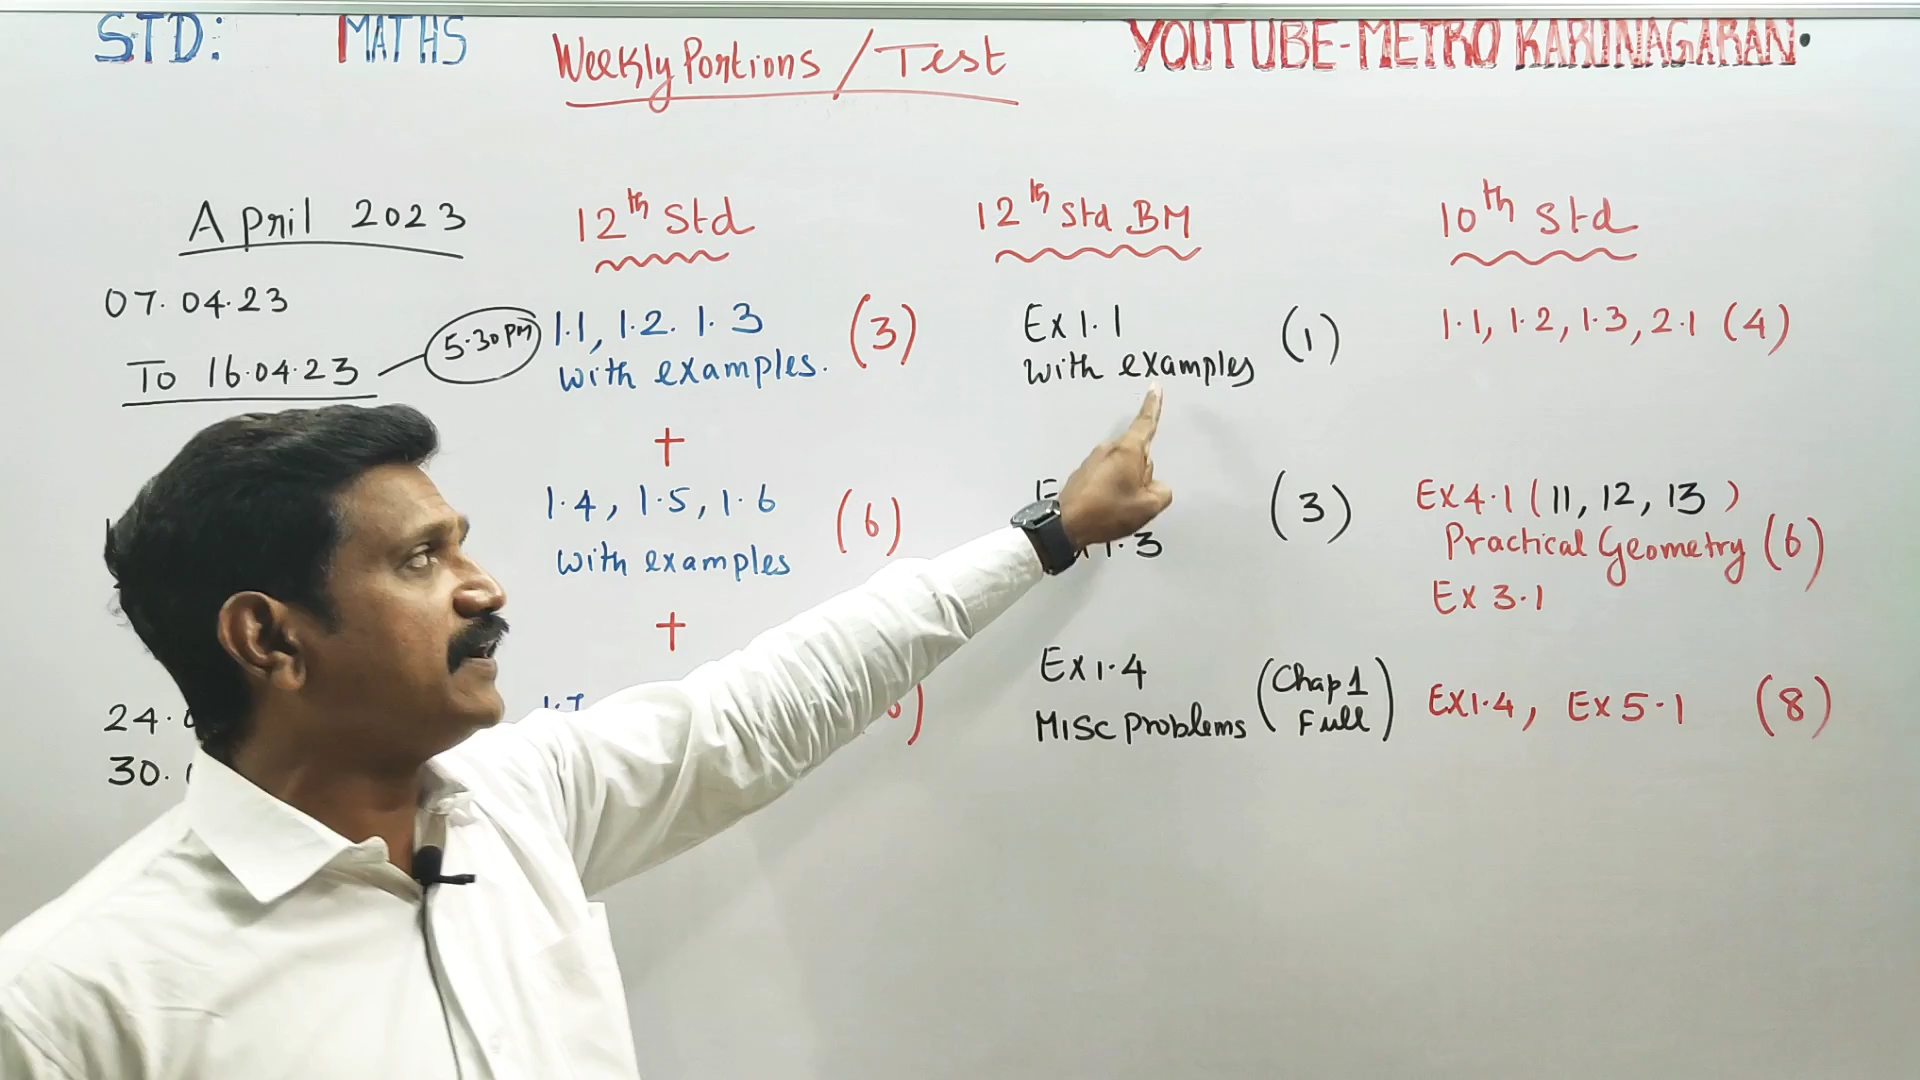 STD: MATHS Weekly Portions / Test YOUTUBE-METRO KARUNAGARAN.
April 2023 12th Std 12th Std BM 10th Std
07.04.23
To 16.04.23 5.30pm
1.1, 1.2. 1.3 (3)
with examples.
+
1.4, 1.5, 1.6 (6)
with examples
+
24.
30.
Ex 1.1 (1)
with examples
(3)
1.3
Ex 1.4
Misc Problems (Chap 1 Full)
1.1, 1.2, 1.3, 2.1 (4)
Ex 4.1 (11, 12, 13)
Practical Geometry (6)
Ex 3.1
Ex 1.4, Ex 5.1 (8)